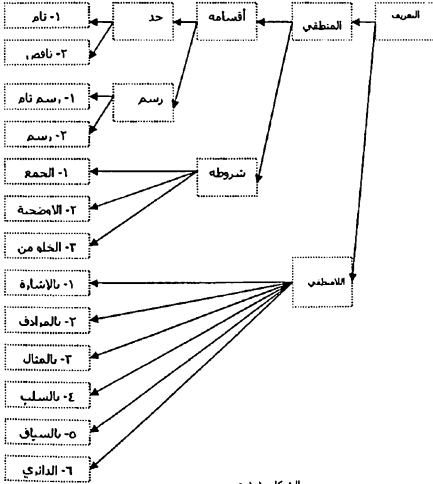 التعريف
المنطقي
أقسامه
حد
١- تام
٢- ناقص
رسم
١- رسم تام
٢- رسم
شروطه
١- الجمع
٢- الاوضحية
٣- الخلو من
اللامنطقي
١- بالإشارة
٢- بالمرادف
٣- بالمثال
٤- بالسلب
٥- بالسياق
٦- الدائري